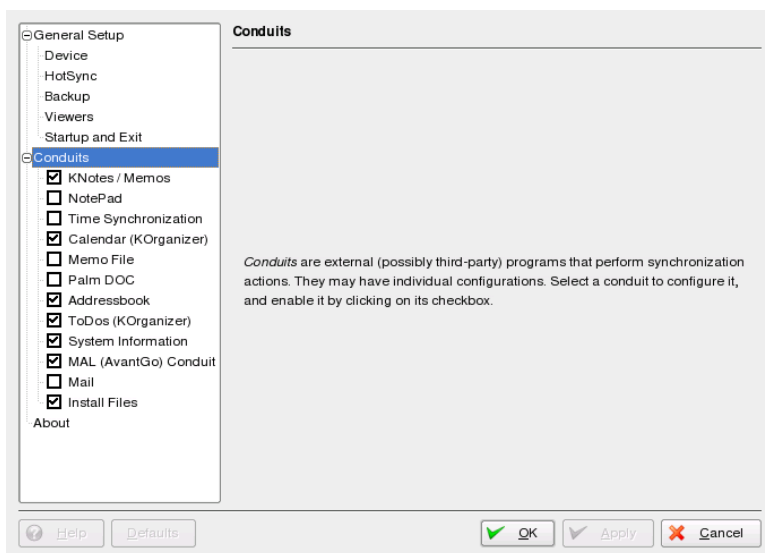 General Setup
Device
HotSync
Backup
Viewers
Startup and Exit
Conduits
KNotes / Memos
NotePad
Time Synchronization
Calendar (KOrganizer)
Memo File
Palm DOC
Addressbook
ToDos (KOrganizer)
System Information
MAL (AvantGo) Conduit
Mail
Install Files
About
Conduits
Conduits are external (possibly third-party) programs that perform synchronization
actions. They may have individual configurations. Select a conduit to configure it,
and enable it by clicking on its checkbox.
Help
Defaults
OK
Apply
Cancel